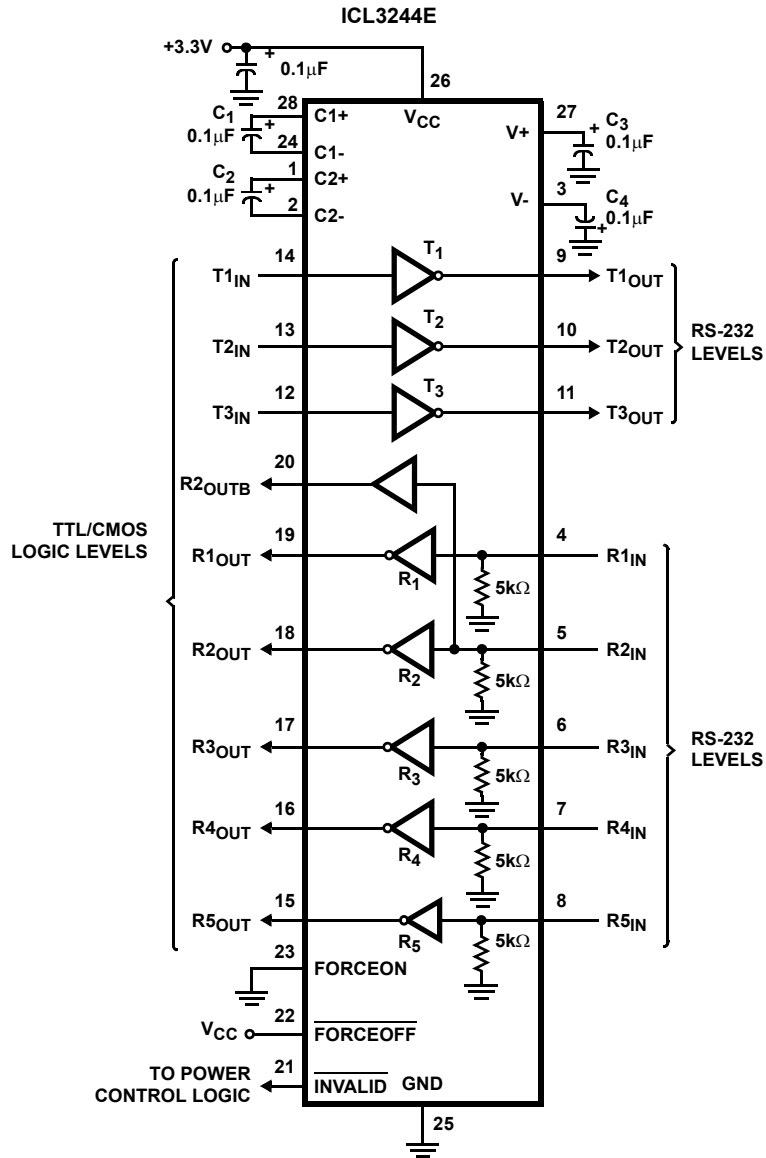 ICL3244E
+3.3V
+
0.1μF
26
C1
0.1μF
+
28
C1+
VCC
V+
27
+
C3
0.1μF
24
C1-
C2
0.1μF
+
1
C2+
2
C2-
V-
3
C4
0.1μF
+
T1IN
14
T1
9
T1OUT
T2IN
13
T2
10
T2OUT
RS-232
LEVELS
T3IN
12
T3
11
T3OUT
R2OUTB
20
TTL/CMOS
LOGIC LEVELS
R1OUT
19
R1
5kΩ
4
R1IN
R2OUT
18
R2
5kΩ
5
R2IN
R3OUT
17
R3
5kΩ
6
R3IN
RS-232
LEVELS
R4OUT
16
R4
5kΩ
7
R4IN
R5OUT
15
R5
5kΩ
8
R5IN
23
FORCEON
VCC
22
FORCEOFF
TO POWER
CONTROL LOGIC
21
INVALID
GND
25